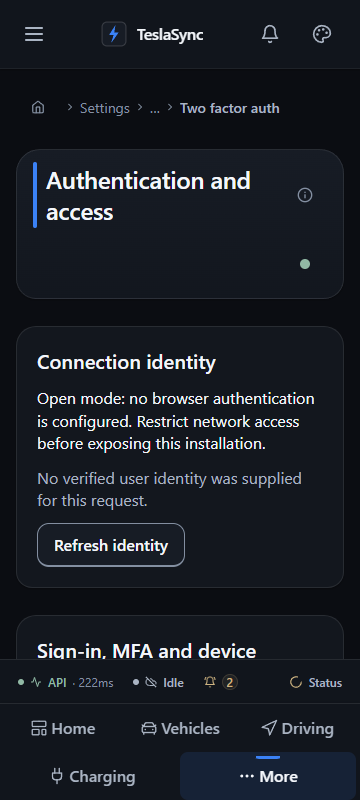 TeslaSync
Settings > ... > Two factor auth
Authentication and
access
Connection identity
Open mode: no browser authentication
is configured. Restrict network access
before exposing this installation.
No verified user identity was supplied
for this request.
Refresh identity
Sign-in, MFA and device
API · 222ms Idle 2 Status
Home Vehicles Driving
Charging ··· More